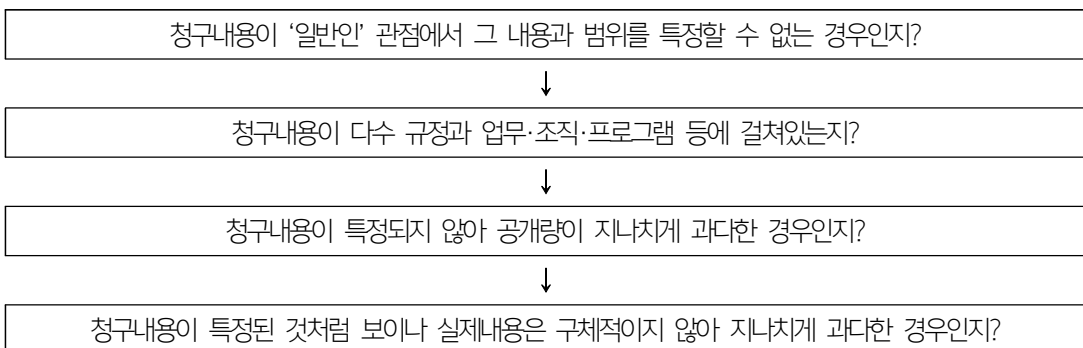 청구내용이 ‘일반인’ 관점에서 그 내용과 범위를 특정할 수 없는 경우인지?
↓
청구내용이 다수 규정과 업무·조직·프로그램 등에 걸쳐있는지?
↓
청구내용이 특정되지 않아 공개량이 지나치게 과다한 경우인지?
↓
청구내용이 특정된 것처럼 보이나 실제내용은 구체적이지 않아 지나치게 과다한 경우인지?